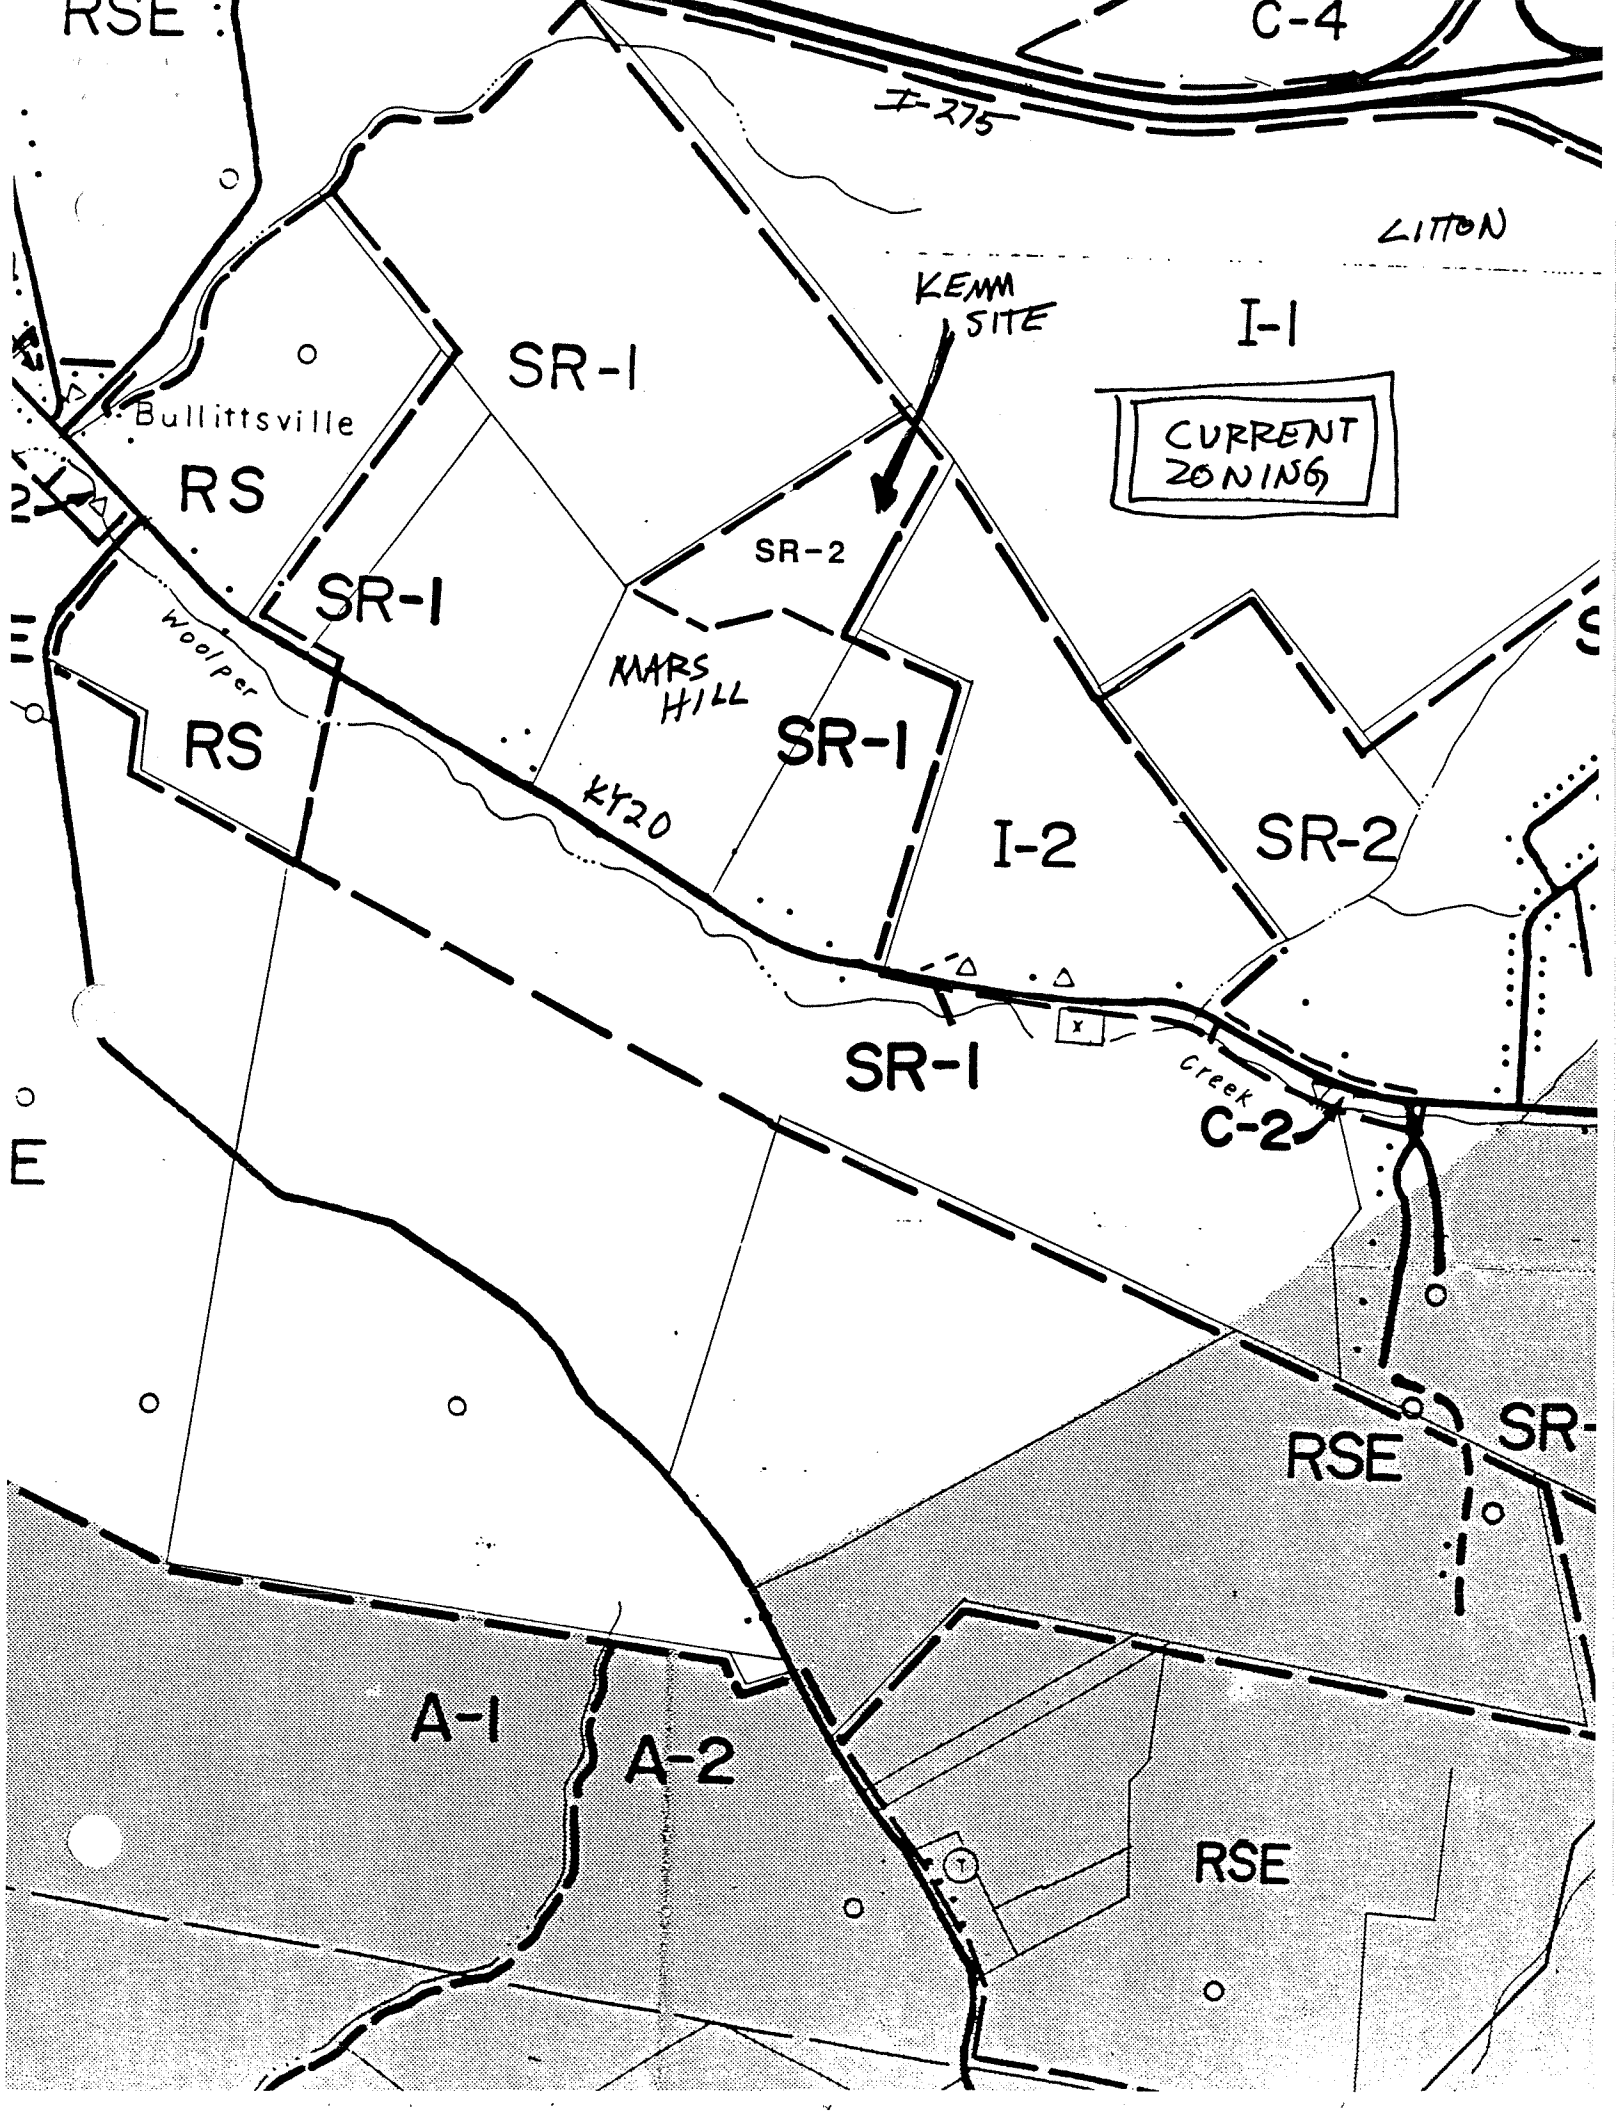 RSE
C-4
I-275
LITTON
KEMM
SITE
I-1
SR-1
CURRENT
ZONING
Bullittsville
RS
2
SR-2
SR-1
Woolper
E
S
MARS
HILL
RS
SR-1
KY20
I-2
SR-2
X
SR-1
Creek
C-2
E
SR-
RSE
A-1
A-2
RSE
T